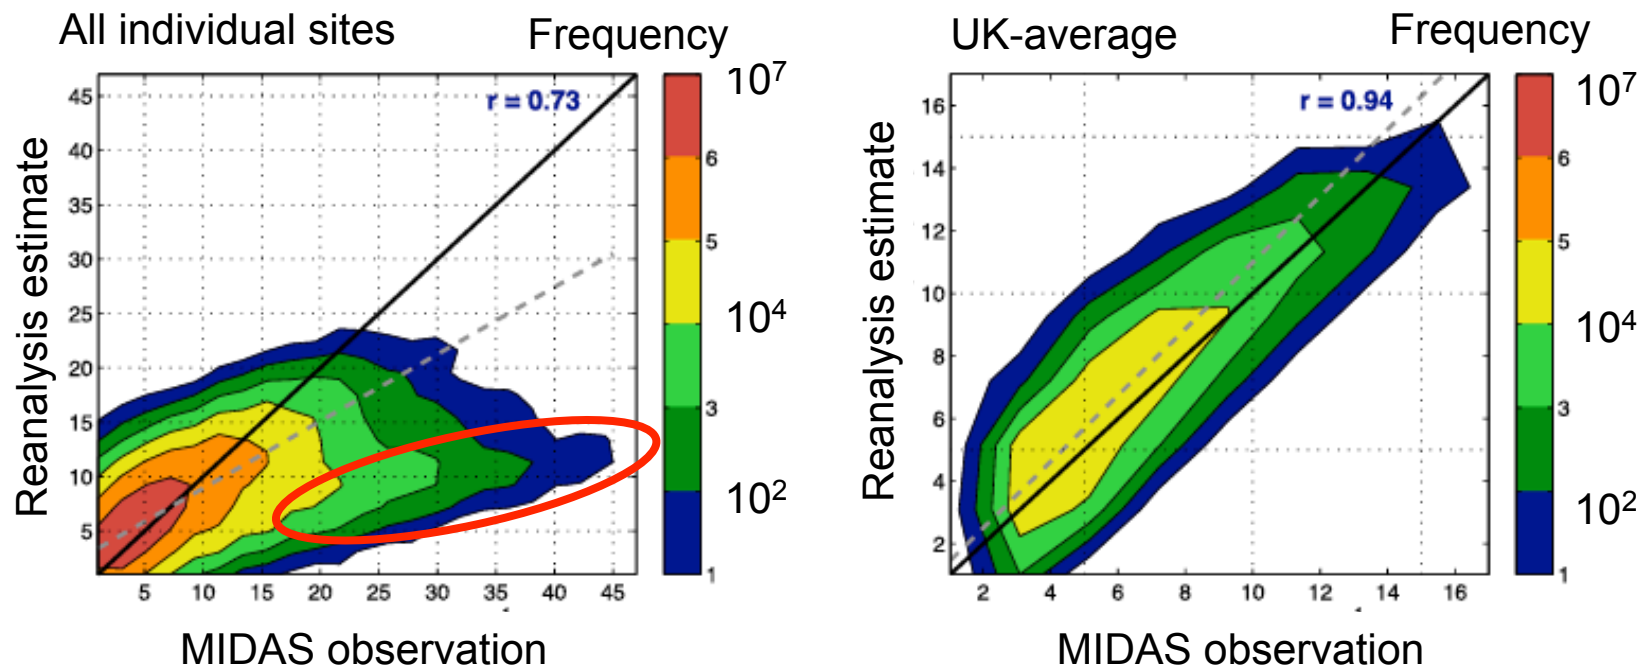 All individual sites
Frequency
r = 0.73
Reanalysis estimate
45
40
35
30
25
20
15
10
5
5 10 15 20 25 30 35 40 45
MIDAS observation
10⁷
6
5
10⁴
3
10²
1
UK-average
Frequency
r = 0.94
Reanalysis estimate
16
14
12
10
8
6
4
2
2 4 6 8 10 12 14 16
MIDAS observation
10⁷
6
5
10⁴
3
10²
1